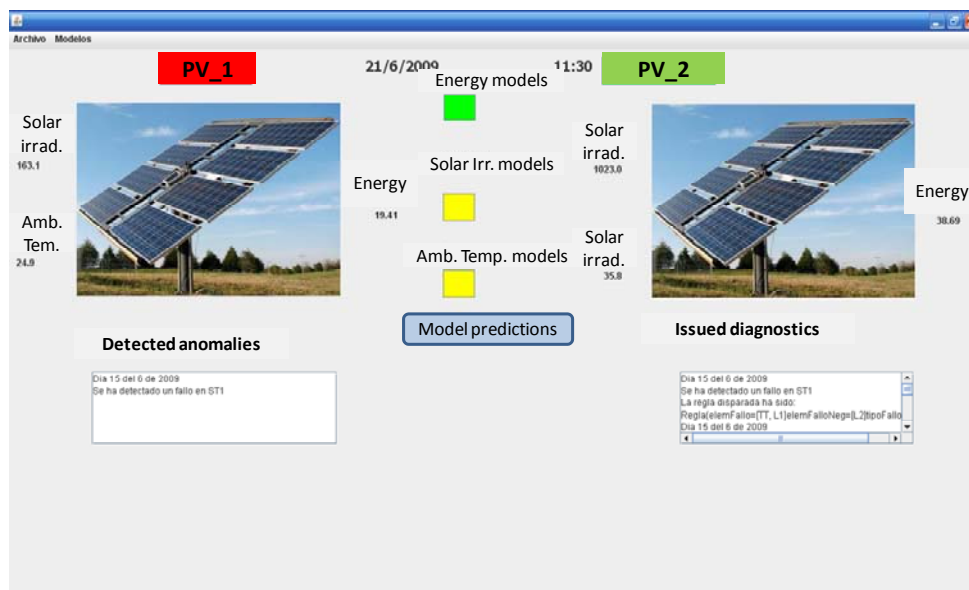 Archivo Modelos
PV_1
21/6/2009
11:30
PV_2
Energy models
Solar
irrad.
163.1
Solar
irrad.
1023.0
Solar Irr. models
Energy
19.41
Energy
38.69
Amb.
Tem.
24.9
Amb. Temp. models
Solar
irrad.
35.8
Model predictions
Detected anomalies
Issued diagnostics
Dia 15 del 6 de 2009
Se ha detectado un fallo en ST1
Dia 15 del 6 de 2009
Se ha detectado un fallo en ST1
La regla disparada ha sido:
Regla(elemFallo=[TT, L1]elemFalloNeg=[L2]tipoFallo
Dia 15 del 6 de 2009